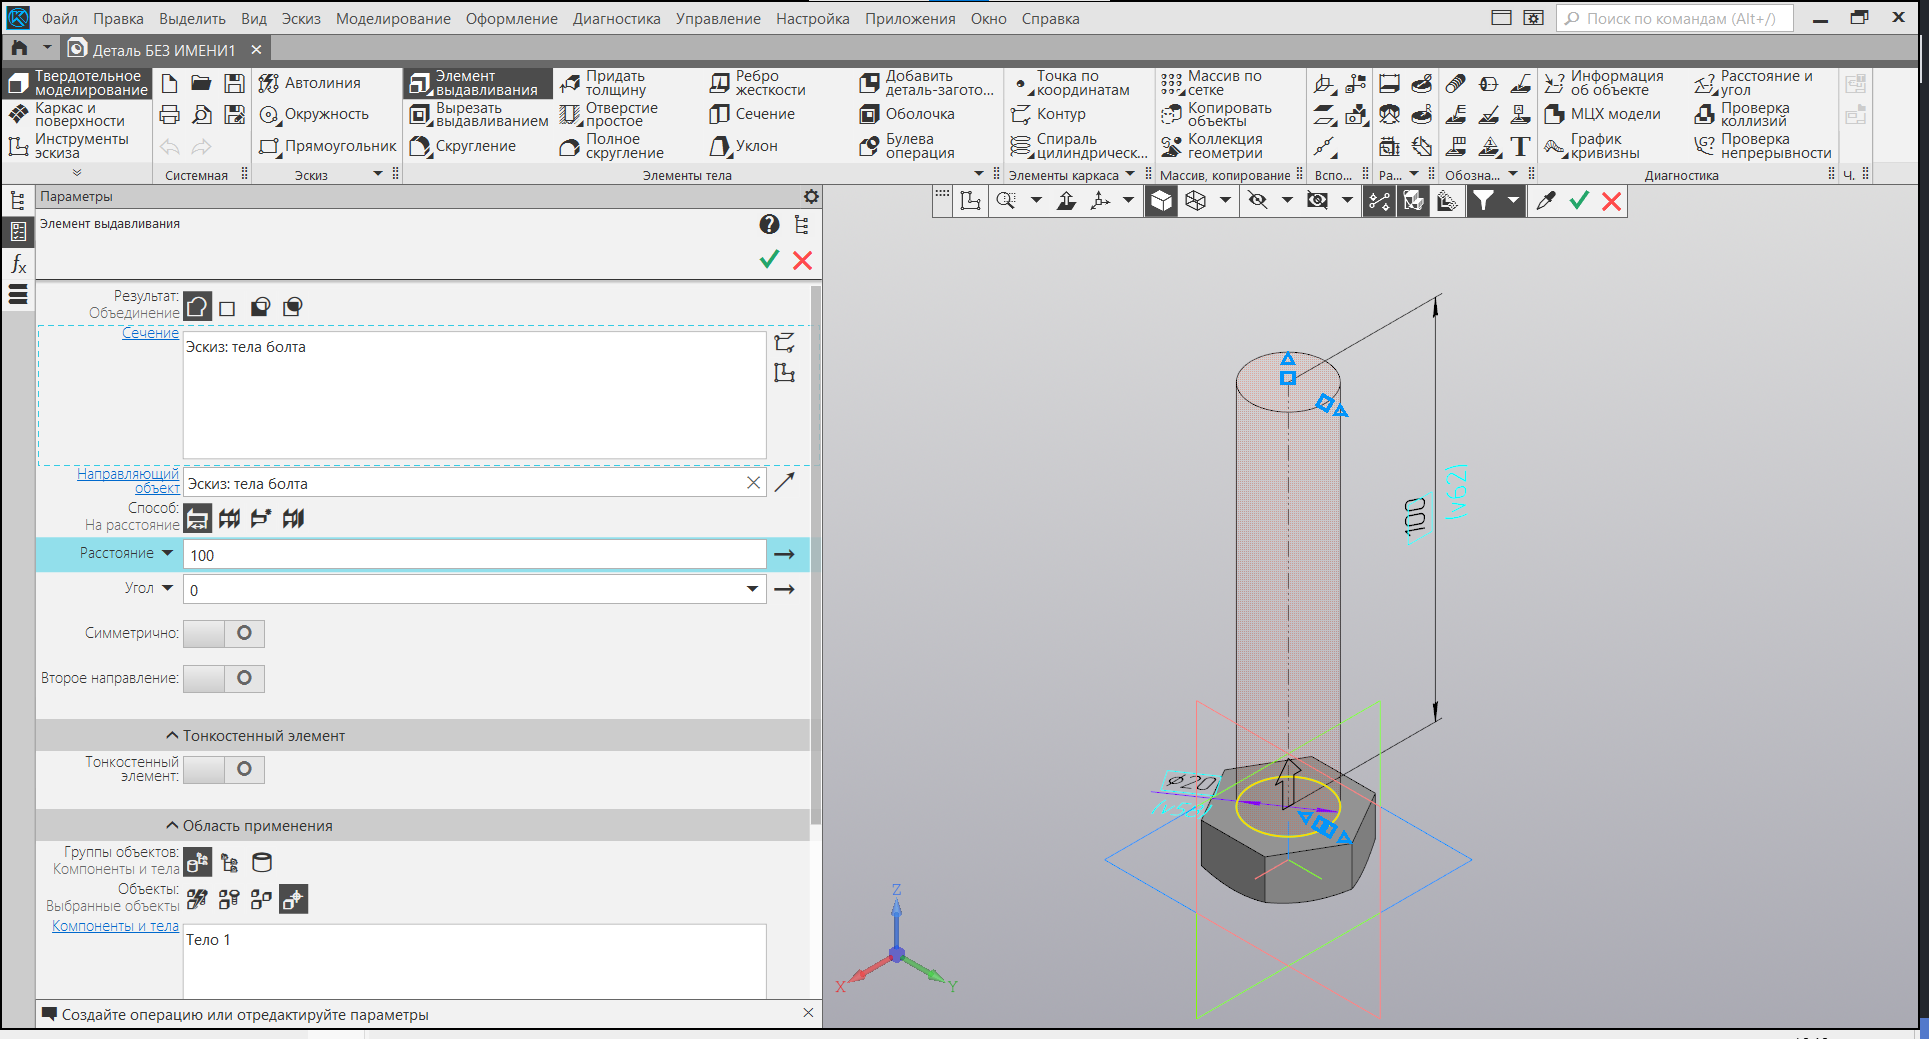 Файл Правка Выделить Вид Эскиз Моделирование Оформление Диагностика Управление Настройка Приложения Окно Справка
Поиск по командам (Alt+/)
Деталь БЕЗ ИМЕНИ1
Твердотельное моделирование
Каркас и поверхности
Инструменты эскиза
Системная
Автолиния
Окружность
Прямоугольник
Эскиз
Элемент выдавливания
Вырезать выдавливанием
Скругление
Придать толщину
Отверстие простое
Полное скругление
Ребро жесткости
Сечение
Уклон
Добавить деталь-загото...
Оболочка
Булева операция
Элементы тела
Точка по координатам
Контур
Спираль цилиндрическ...
Элементы каркаса
Массив по сетке
Копировать объекты
Коллекция геометрии
Массив, копирование
Вспо...
Ра...
Обозна...
Информация об объекте
МЦХ модели
График кривизны
Расстояние и угол
Проверка коллизий
Проверка непрерывности
Диагностика
Ч.
Параметры
Элемент выдавливания
Результат:
Объединение
Сечение
Эскиз: тела болта
Направляющий объект
Эскиз: тела болта
Способ:
На расстояние
Расстояние
100
Угол
0
Симметрично:
Второе направление:
Тонкостенный элемент
Тонкостенный элемент:
Область применения
Группы объектов:
Компоненты и тела
Объекты:
Выбранные объекты
Компоненты и тела
Тело 1
Создайте операцию или отредактируйте параметры
100
(v62)
⌀20
Z
X
Y